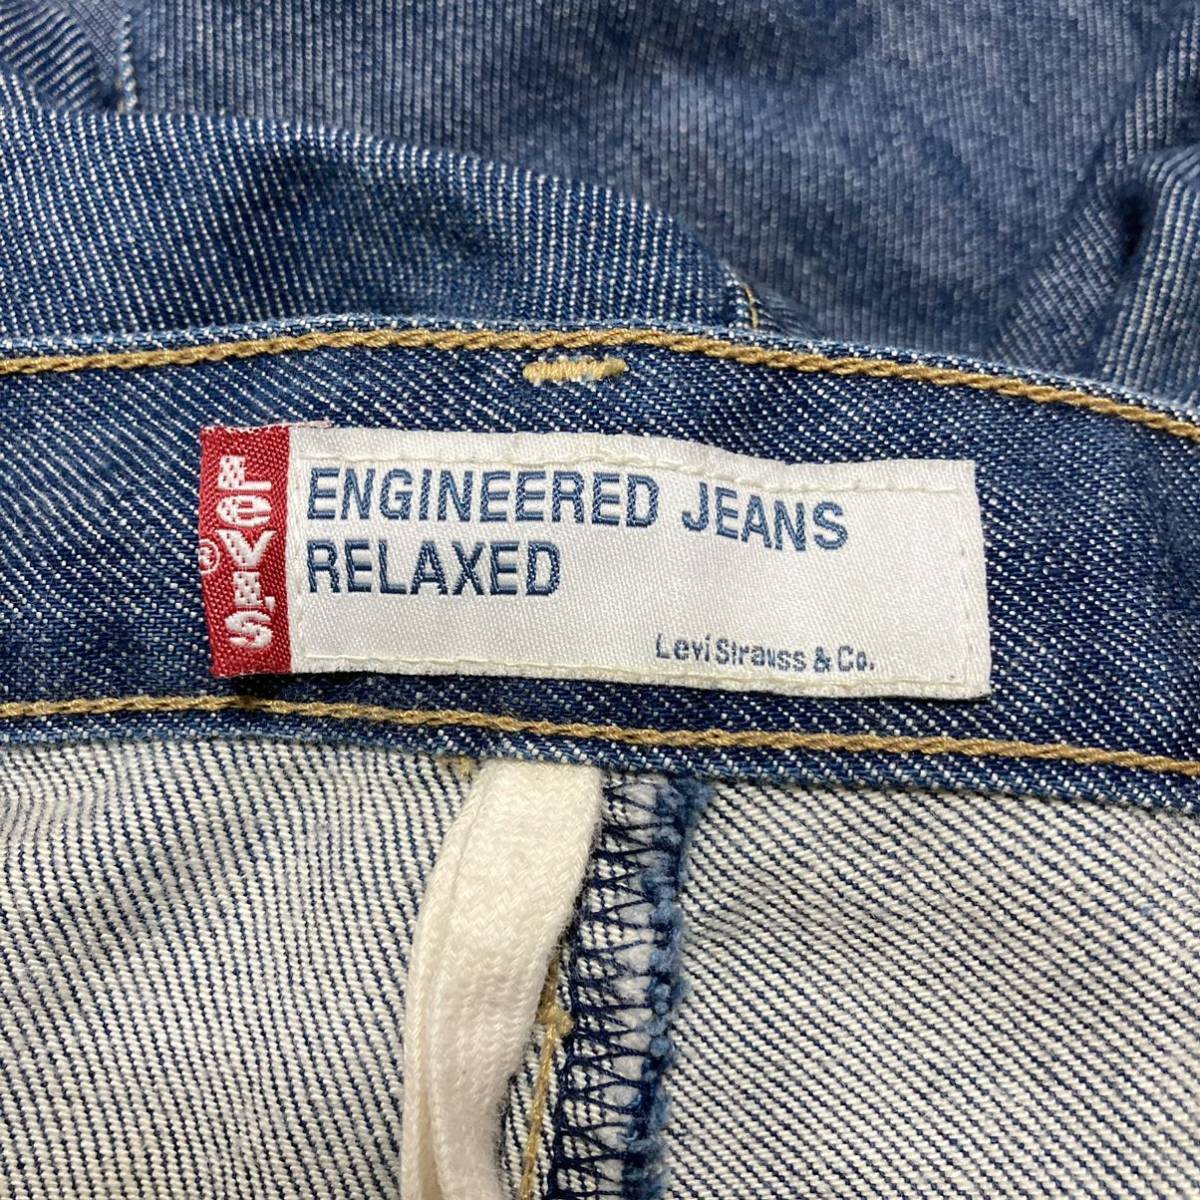 LEVI'S®
ENGINEERED JEANS
RELAXED
Levi Strauss & Co.